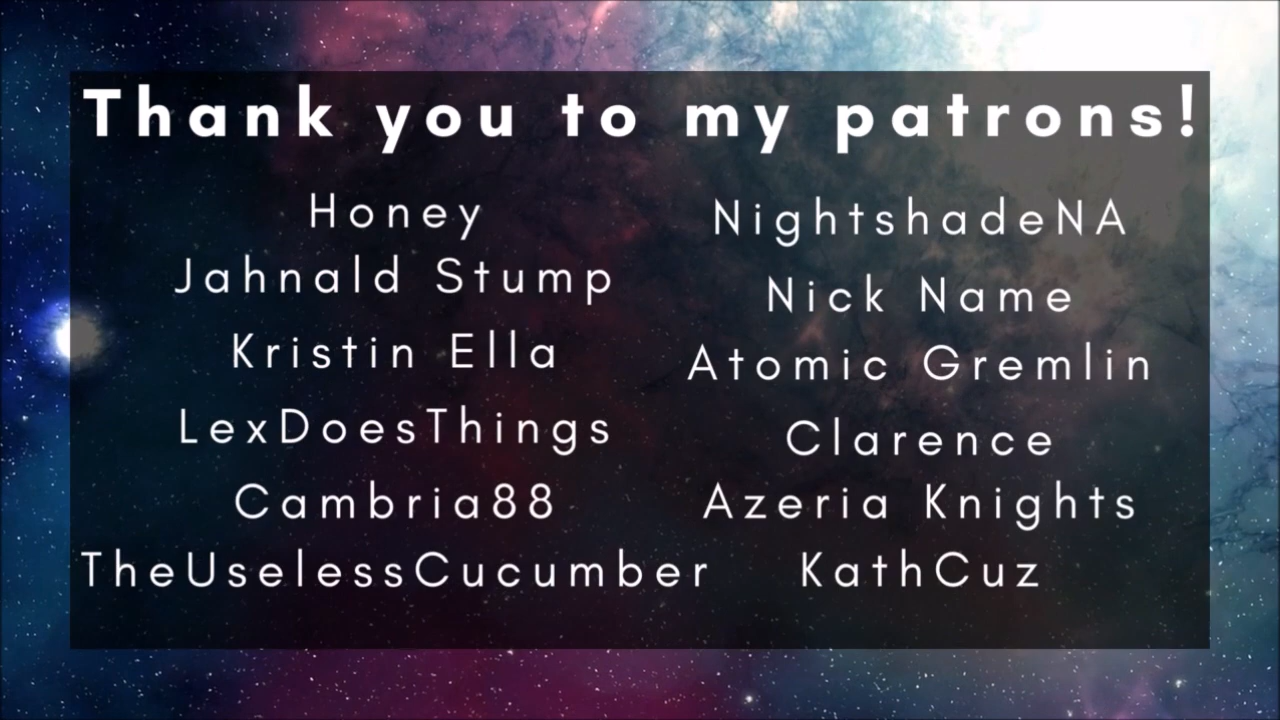 Thank you to my patrons!
Honey
Jahnald Stump
Kristin Ella
LexDoesThings
Cambria88
TheUselessCucumber
NightshadeNA
Nick Name
Atomic Gremlin
Clarence
Azeria Knights
KathCuz